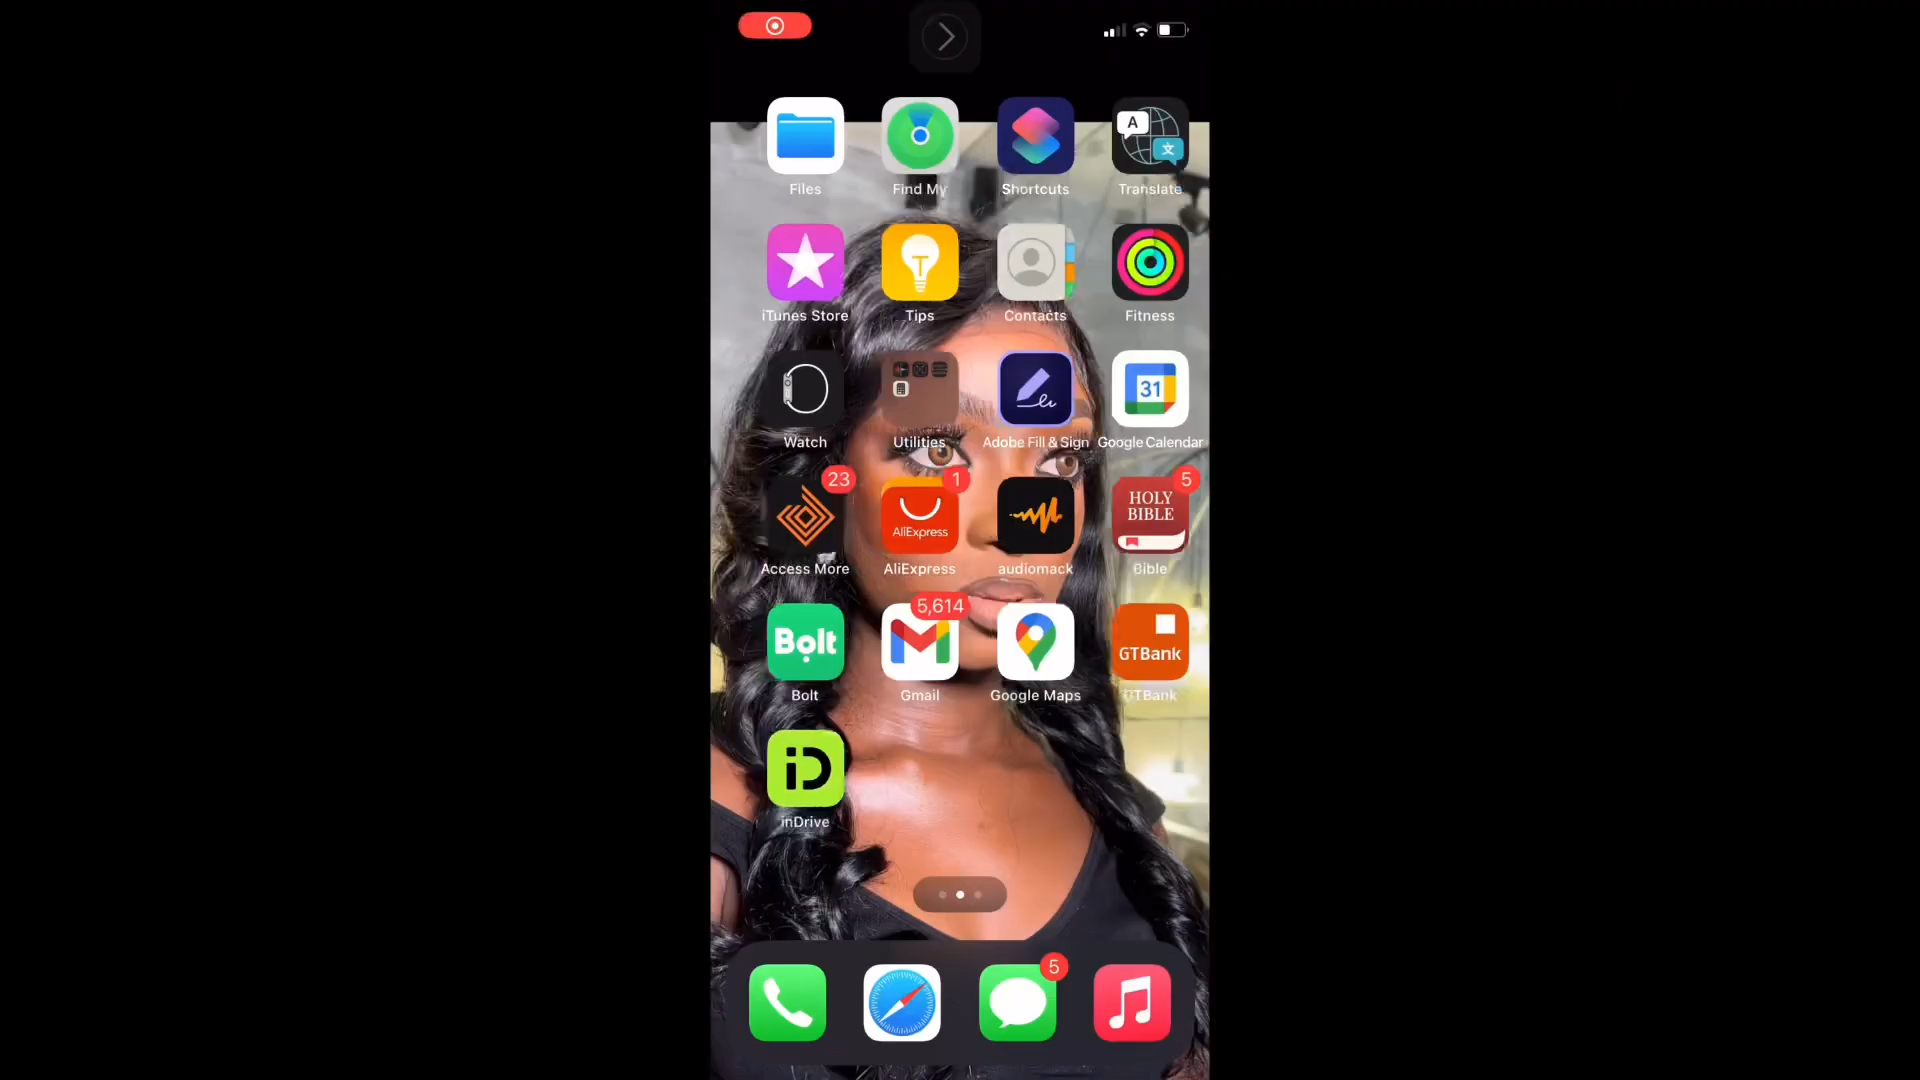 A 文
Files Find My Shortcuts Translate
T
iTunes Store Tips Contacts Fitness
31
Watch Utilities Adobe Fill & Sign Google Calendar
23 1 5
HOLY
BIBLE
AliExpress
Access More AliExpress audiomack Bible
5,614
Bolt GTBank
Bolt Gmail Google Maps GTBank
iD
inDrive
5